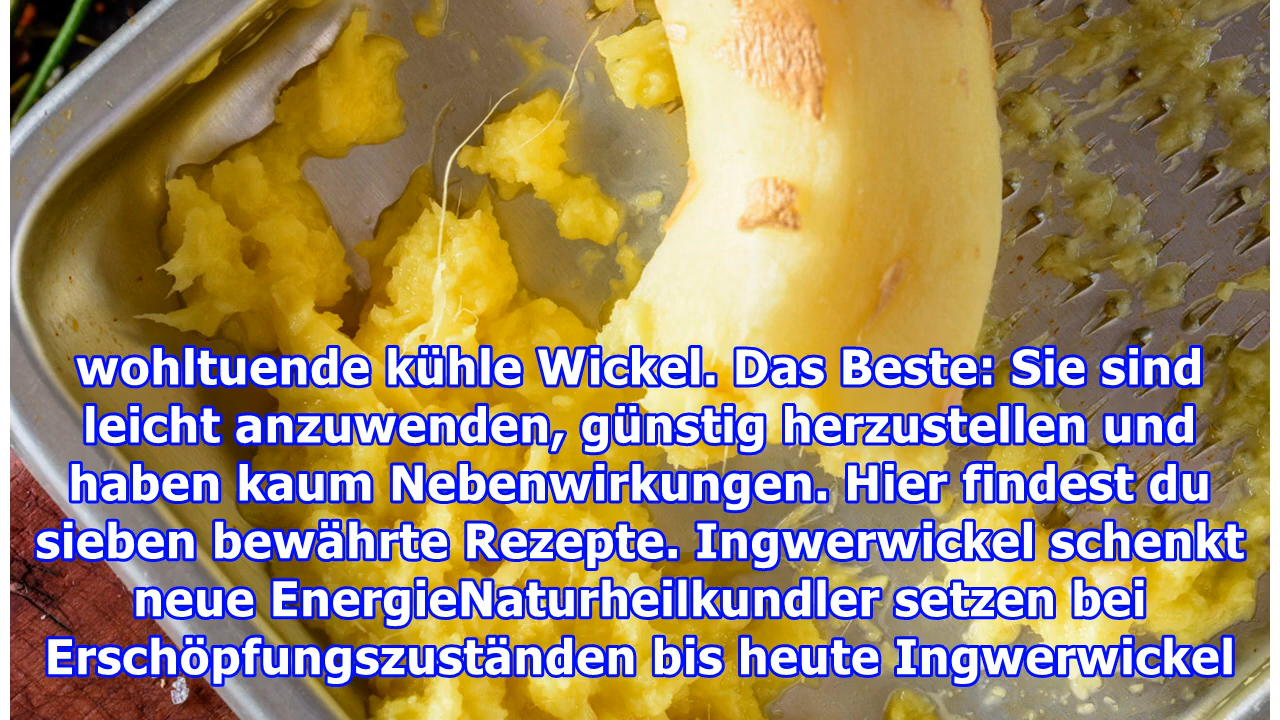 wohltuende kühle Wickel. Das Beste: Sie sind
leicht anzuwenden, günstig herzustellen und
haben kaum Nebenwirkungen. Hier findest du
sieben bewährte Rezepte. Ingwerwickel schenkt
neue EnergieNaturheilkundler setzen bei
Erschöpfungszuständen bis heute Ingwerwickel